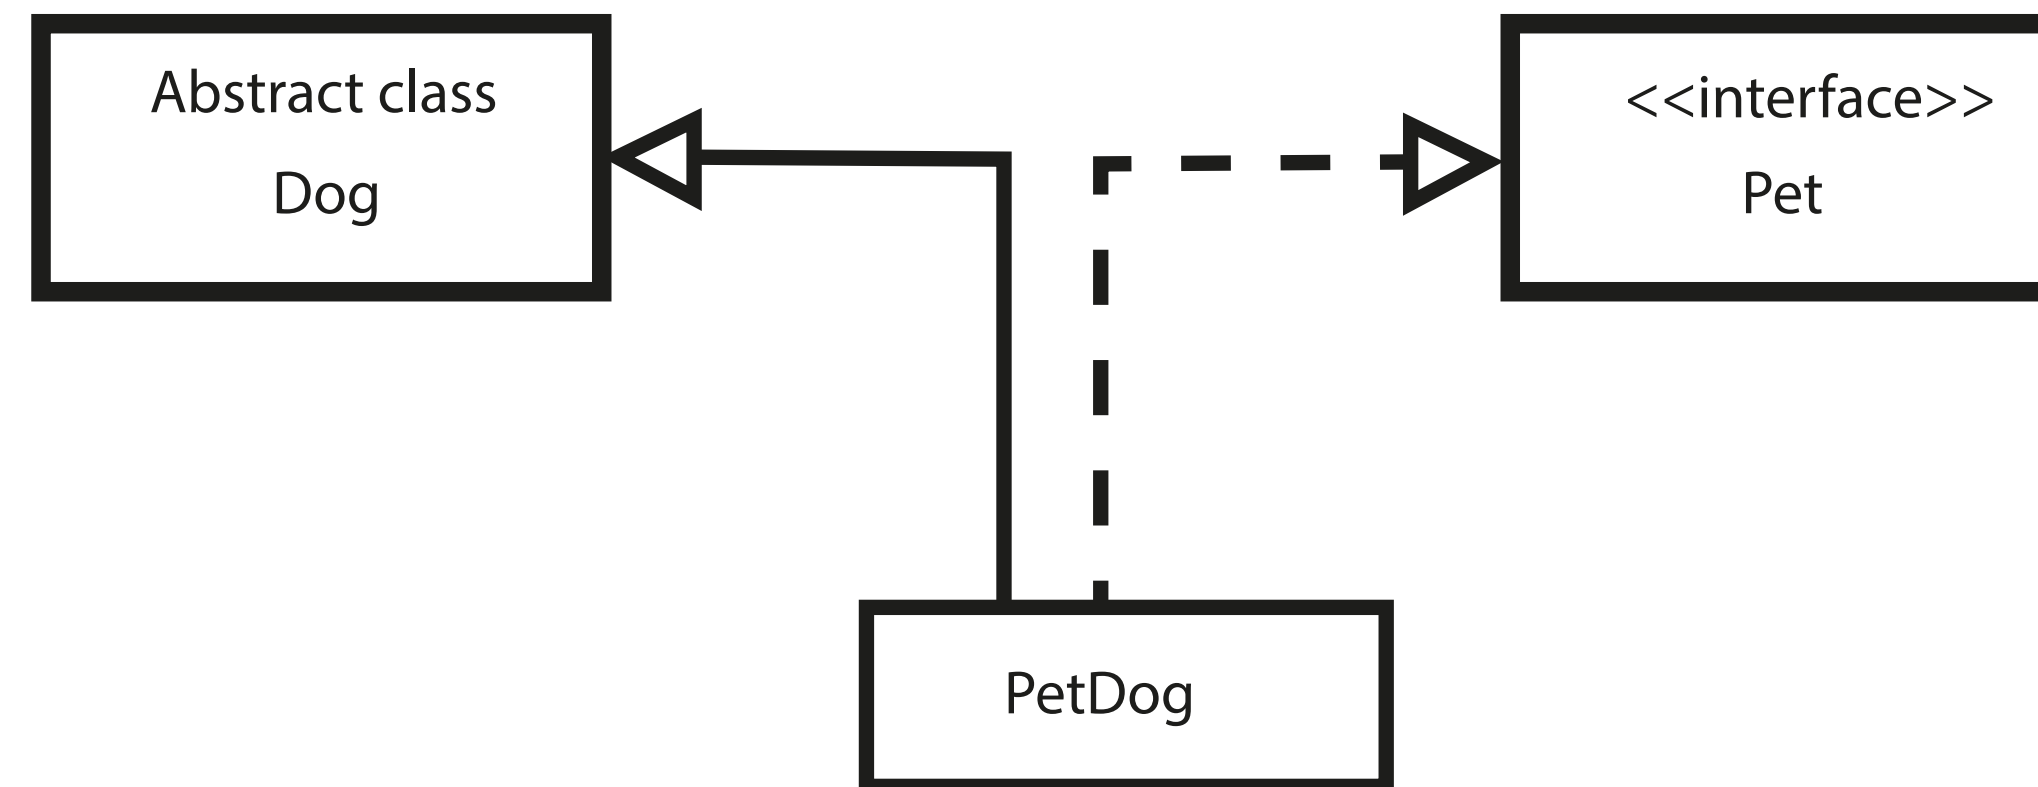 Abstract class
Dog
<<interface>>
Pet
PetDog